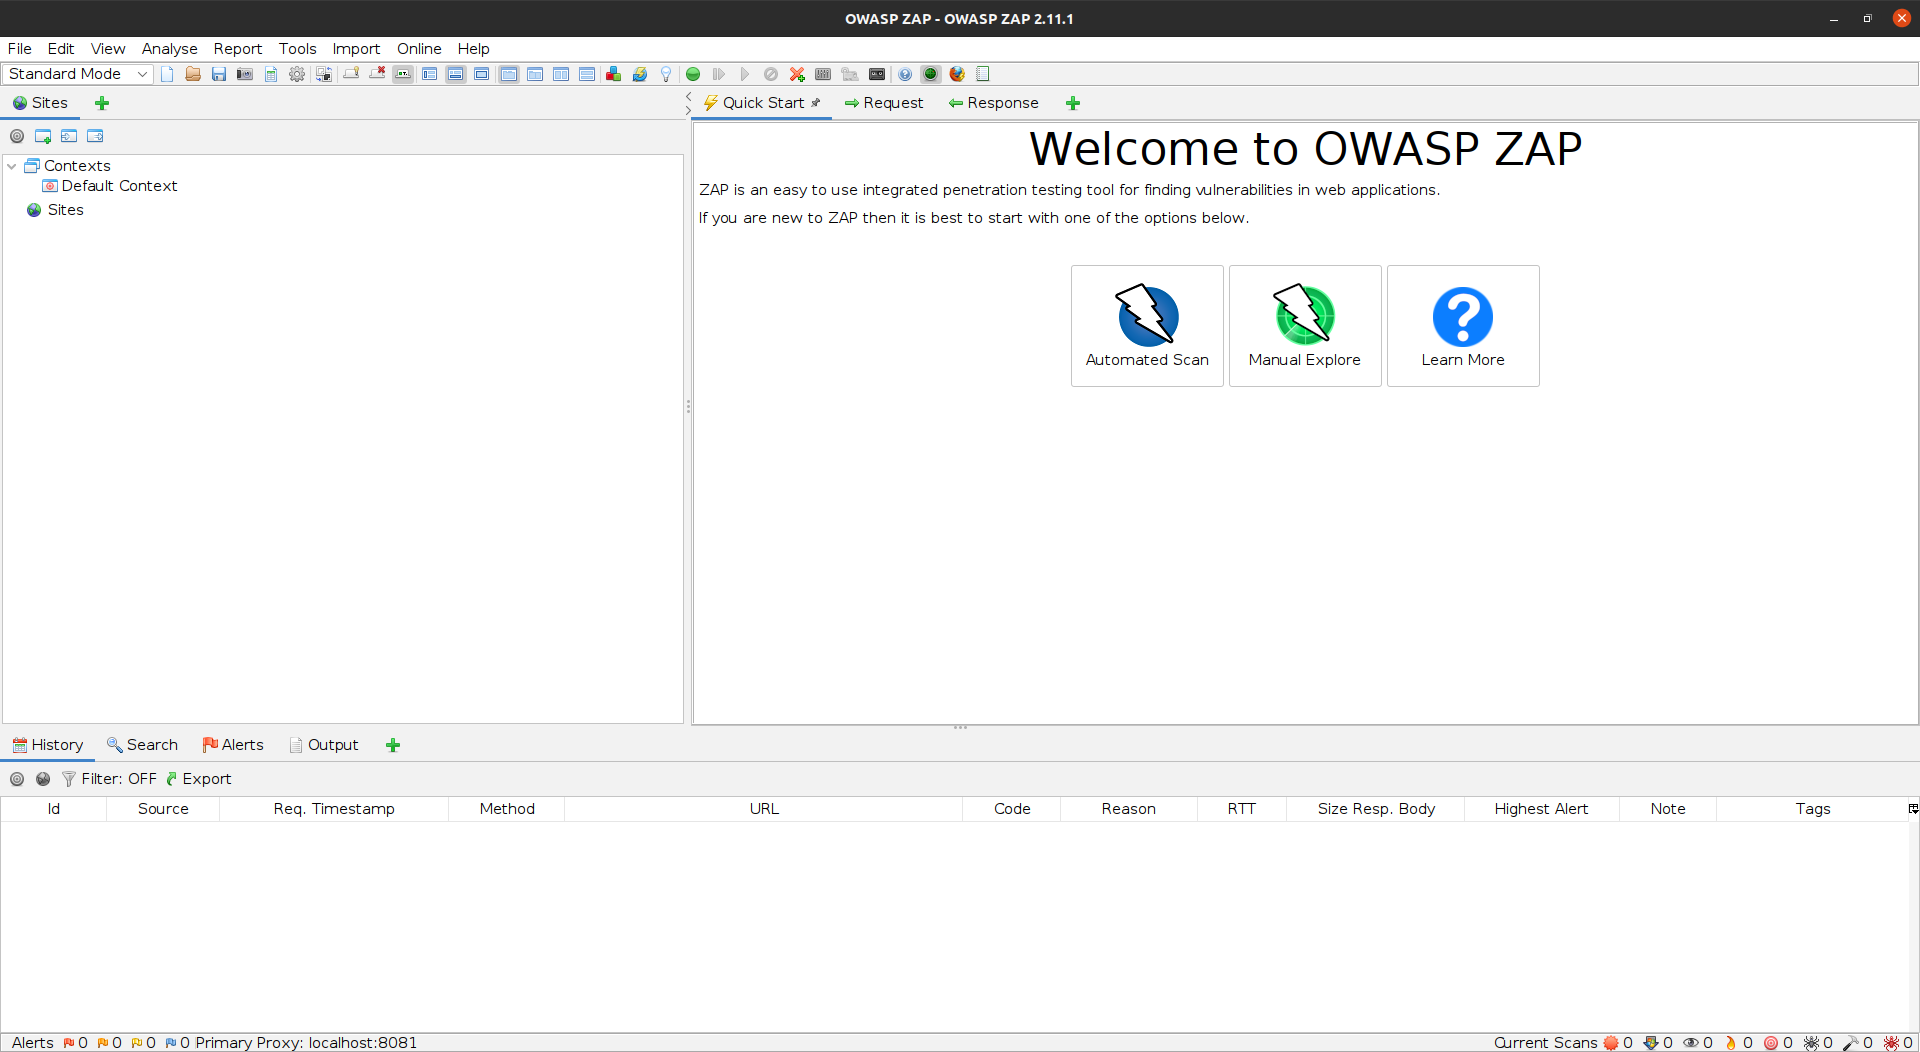 OWASP ZAP - OWASP ZAP 2.11.1
File Edit View Analyse Report Tools Import Online Help
Standard Mode
Sites
Quick Start Request Response
Contexts
Default Context
Sites
Welcome to OWASP ZAP
ZAP is an easy to use integrated penetration testing tool for finding vulnerabilities in web applications.
If you are new to ZAP then it is best to start with one of the options below.
Automated Scan Manual Explore Learn More
History Search Alerts Output
Filter: OFF Export
Id Source Req. Timestamp Method URL Code Reason RTT Size Resp. Body Highest Alert Note Tags
Alerts 0 0 0 0 Primary Proxy: localhost:8081 Current Scans 0 0 0 0 0 0 0 0